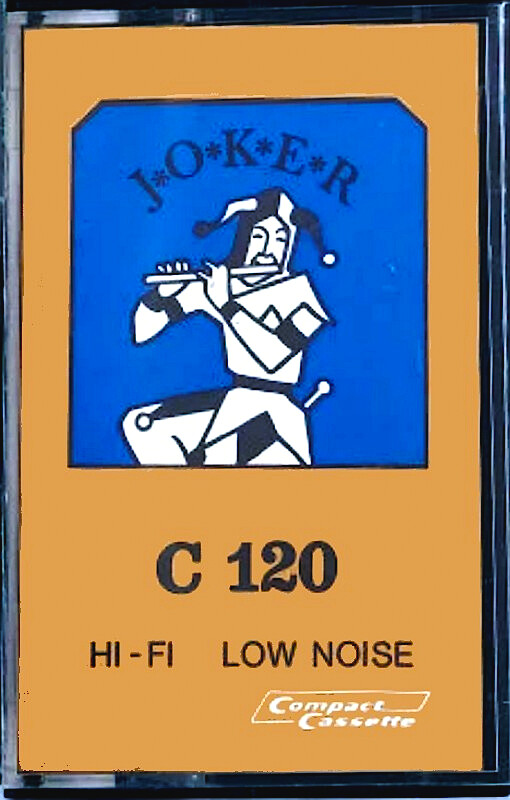 J*O*K*E*R
C 120
HI-FI LOW NOISE
Compact
Cassette